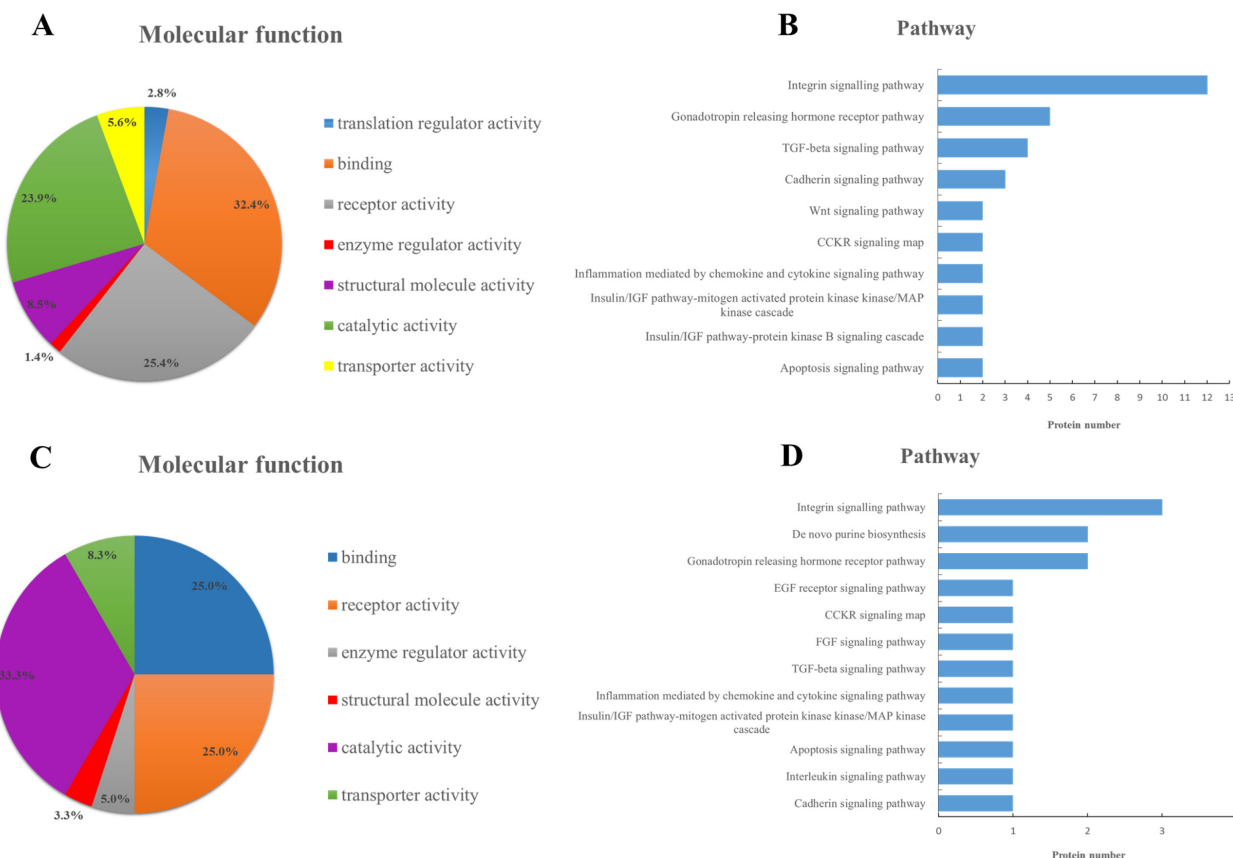 A
Molecular function
2.8%
5.6%
32.4%
23.9%
8.5%
1.4%
25.4%
translation regulator activity
binding
receptor activity
enzyme regulator activity
structural molecule activity
catalytic activity
transporter activity
B
Pathway
Integrin signalling pathway
Gonadotropin releasing hormone receptor pathway
TGF-beta signaling pathway
Cadherin signaling pathway
Wnt signaling pathway
CCKR signaling map
Inflammation mediated by chemokine and cytokine signaling pathway
Insulin/IGF pathway-mitogen activated protein kinase kinase/MAP
kinase cascade
Insulin/IGF pathway-protein kinase B signaling cascade
Apoptosis signaling pathway
0 1 2 3 4 5 6 7 8 9 10 11 12 13
Protein number
C
Molecular function
8.3%
25.0%
33.3%
25.0%
5.0%
3.3%
binding
receptor activity
enzyme regulator activity
structural molecule activity
catalytic activity
transporter activity
D
Pathway
Integrin signalling pathway
De novo purine biosynthesis
Gonadotropin releasing hormone receptor pathway
EGF receptor signaling pathway
CCKR signaling map
FGF signaling pathway
TGF-beta signaling pathway
Inflammation mediated by chemokine and cytokine signaling pathway
Insulin/IGF pathway-mitogen activated protein kinase kinase/MAP kinase
cascade
Apoptosis signaling pathway
Interleukin signaling pathway
Cadherin signaling pathway
0 1 2 3
Protein number